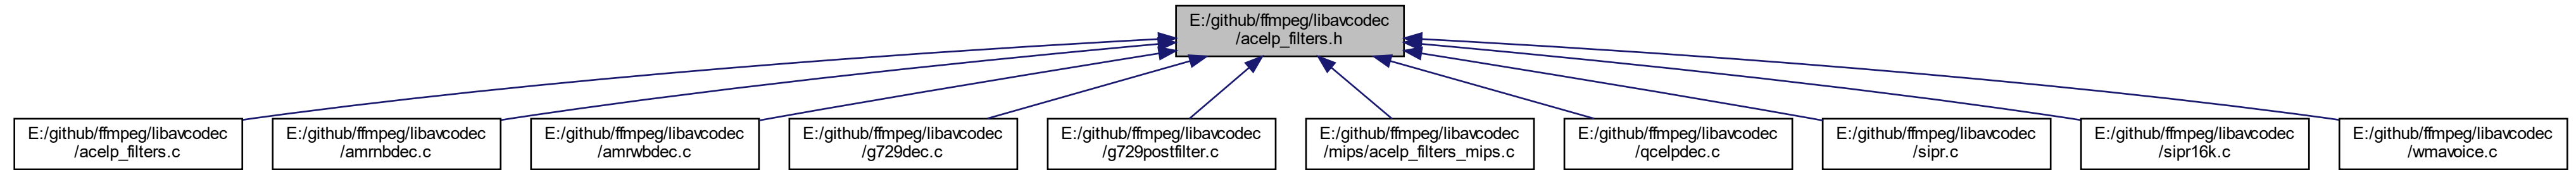 E:/github/ffmpeg/libavcodec
/acelp_filters.h
E:/github/ffmpeg/libavcodec
/acelp_filters.c
E:/github/ffmpeg/libavcodec
/amrnbdec.c
E:/github/ffmpeg/libavcodec
/amrwbdec.c
E:/github/ffmpeg/libavcodec
/g729dec.c
E:/github/ffmpeg/libavcodec
/g729postfilter.c
E:/github/ffmpeg/libavcodec
/mips/acelp_filters_mips.c
E:/github/ffmpeg/libavcodec
/qcelpdec.c
E:/github/ffmpeg/libavcodec
/sipr.c
E:/github/ffmpeg/libavcodec
/sipr16k.c
E:/github/ffmpeg/libavcodec
/wmavoice.c